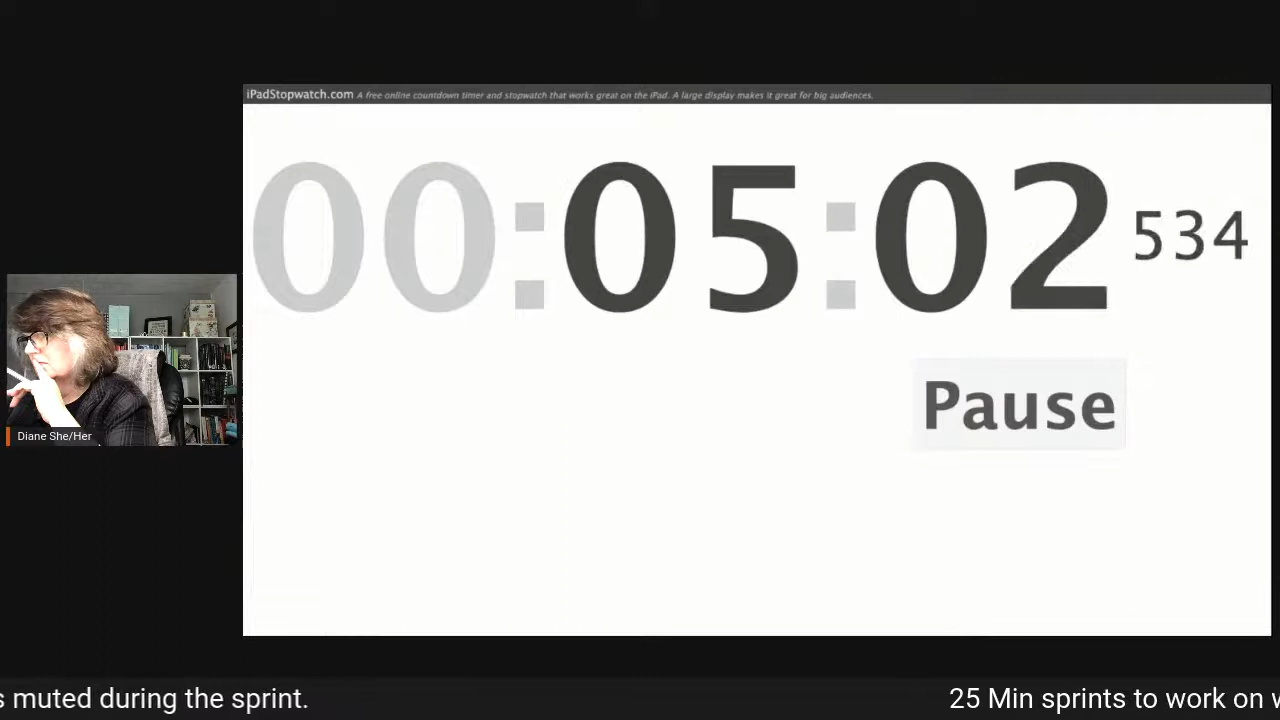 iPadStopwatch.com A free online countdown timer and stopwatch that works great on the iPad. A large display makes it great for big audiences.
00:05:02 534
Pause
Diane She/Her
s muted during the sprint. 25 Min sprints to work on w